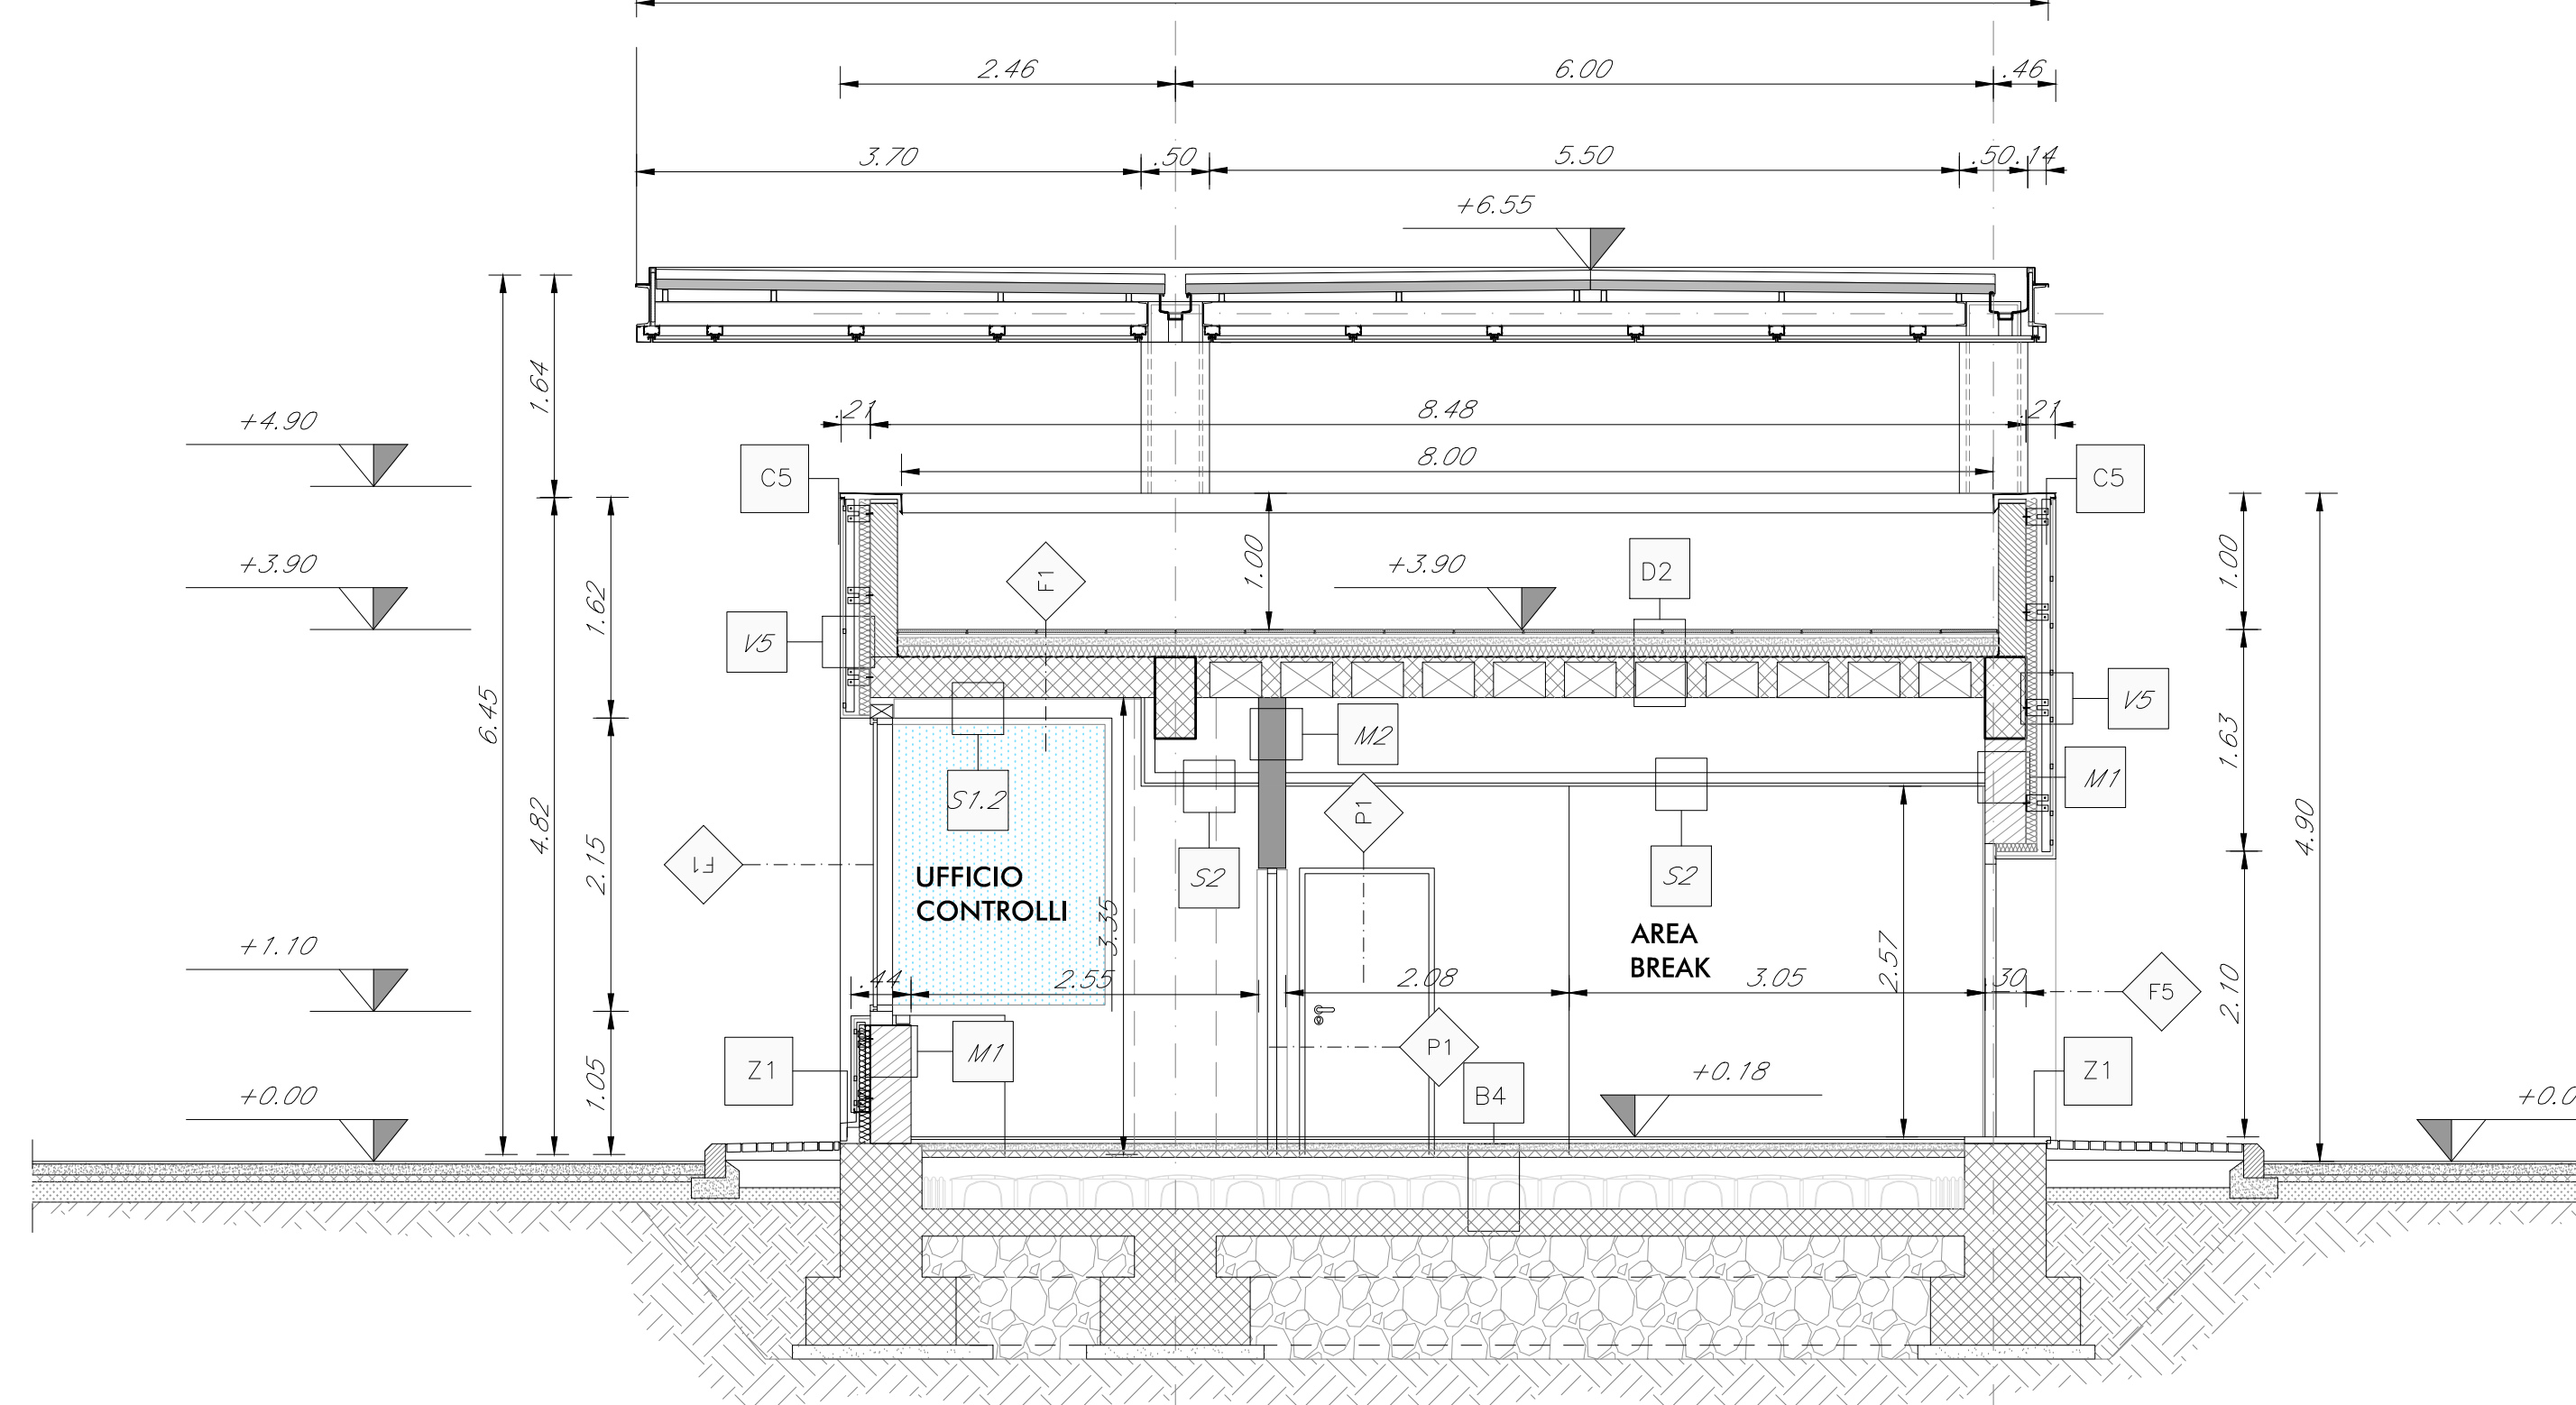 2.46 6.00 .46
3.70 .50 5.50 .50 .14
+6.55
1.64
+4.90
.21 8.48 .21
8.00
C5 C5
+3.90
1.62
F1
1.00
+3.90
D2
1.00
V5 V5
6.45
4.82
M2
M1
1.63
S1.2
P1
4.90
2.15
F1
UFFICIO
CONTROLLI
S2
S2
3.35
AREA
BREAK
+1.10
.44 2.55 2.08 3.05 2.57 .30
F5
2.10
Z1
M1
P1
+0.18
Z1
1.05
B4
+0.00
+0.0